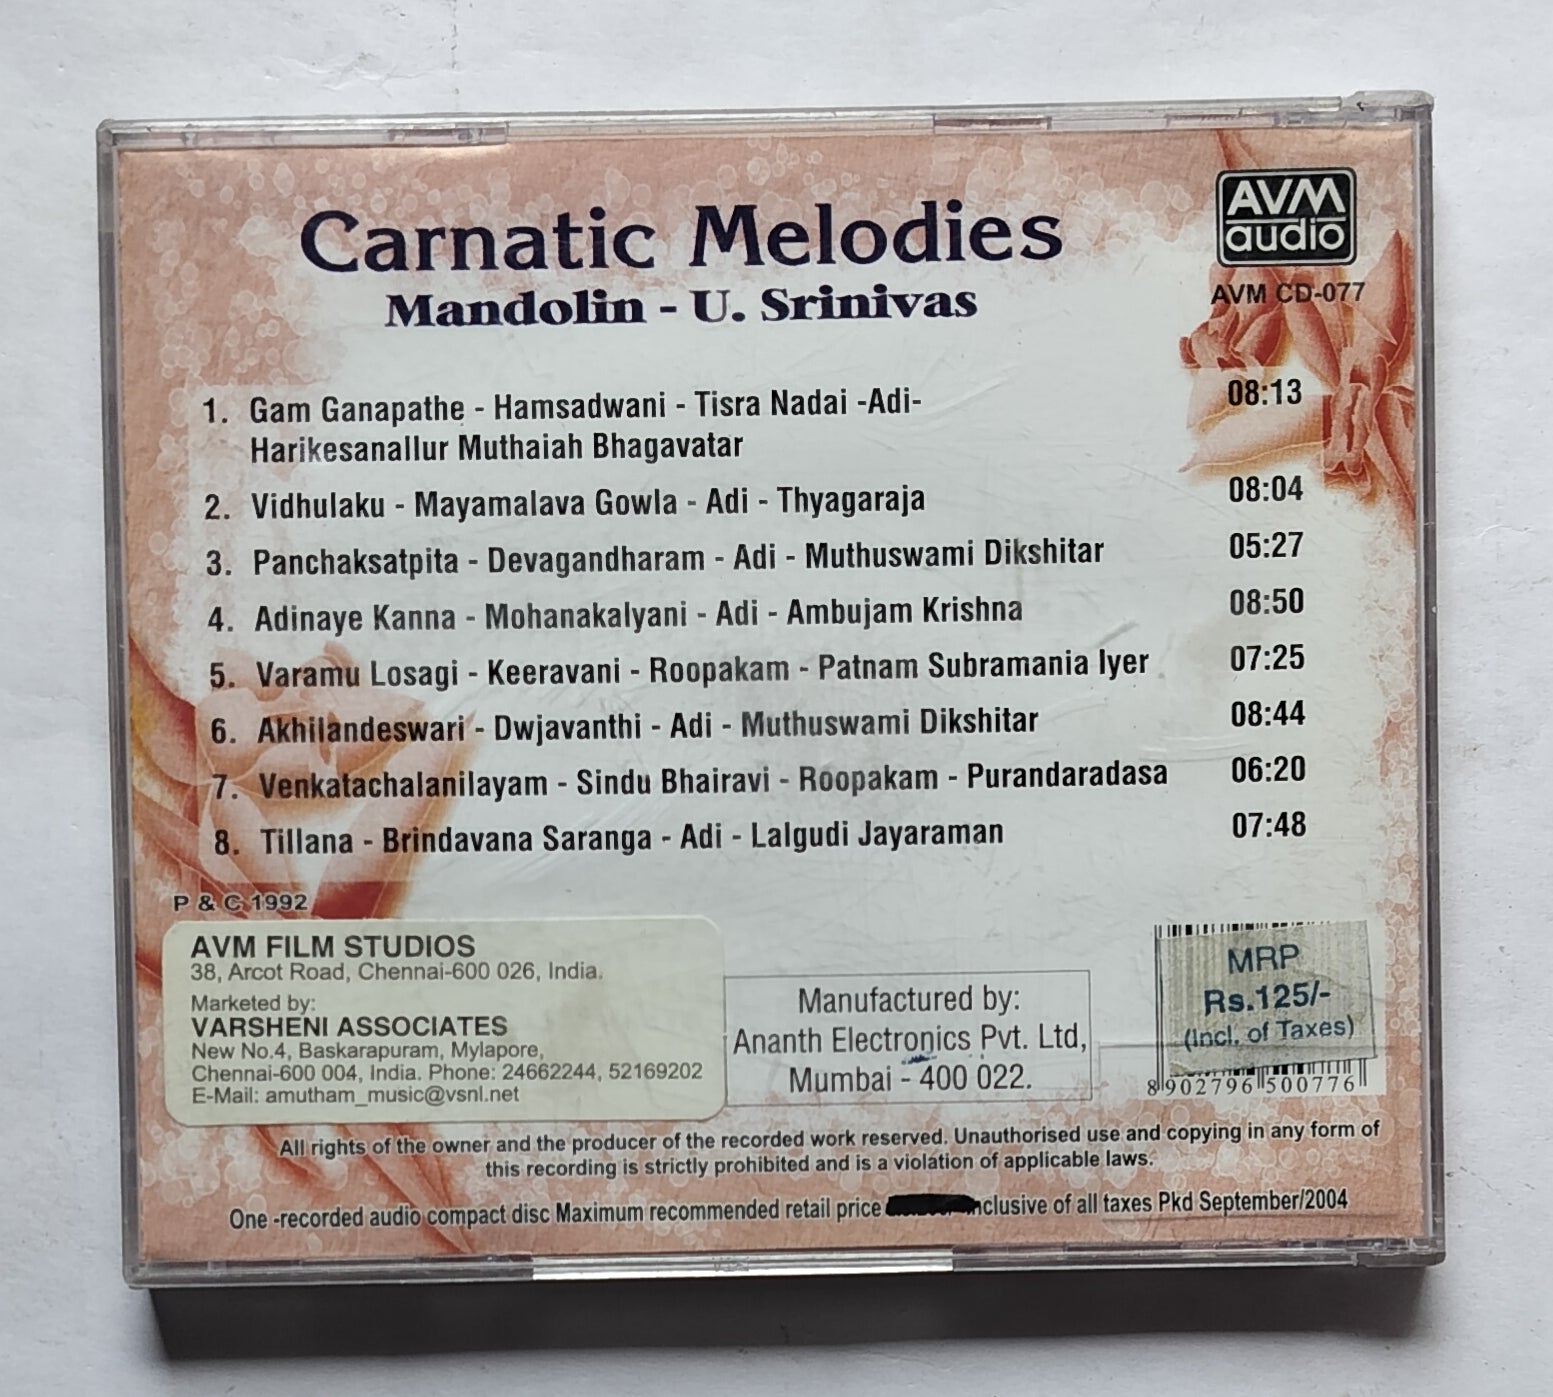 AVM
audio
AVM CD-077
Carnatic Melodies
Mandolin - U. Srinivas
1. Gam Ganapathe - Hamsadwani - Tisra Nadai -Adi- 08:13
Harikesanallur Muthaiah Bhagavatar
2. Vidhulaku - Mayamalava Gowla - Adi - Thyagaraja 08:04
3. Panchaksatpita - Devagandharam - Adi - Muthuswami Dikshitar 05:27
4. Adinaye Kanna - Mohanakalyani - Adi - Ambujam Krishna 08:50
5. Varamu Losagi - Keeravani - Roopakam - Patnam Subramania Iyer 07:25
6. Akhilandeswari - Dwjavanthi - Adi - Muthuswami Dikshitar 08:44
7. Venkatachalanilayam - Sindu Bhairavi - Roopakam - Purandaradasa 06:20
8. Tillana - Brindavana Saranga - Adi - Lalgudi Jayaraman 07:48
P & C 1992
AVM FILM STUDIOS
38, Arcot Road, Chennai-600 026, India.
Marketed by:
VARSHENI ASSOCIATES
New No.4, Baskarapuram, Mylapore,
Chennai-600 004, India. Phone: 24662244, 52169202
E-Mail: amutham_music@vsnl.net
Manufactured by:
Ananth Electronics Pvt. Ltd,
Mumbai - 400 022.
MRP
Rs.125/-
(Incl. of Taxes)
8 902796 500776
All rights of the owner and the producer of the recorded work reserved. Unauthorised use and copying in any form of
this recording is strictly prohibited and is a violation of applicable laws.
One -recorded audio compact disc Maximum recommended retail price inclusive of all taxes Pkd September/2004